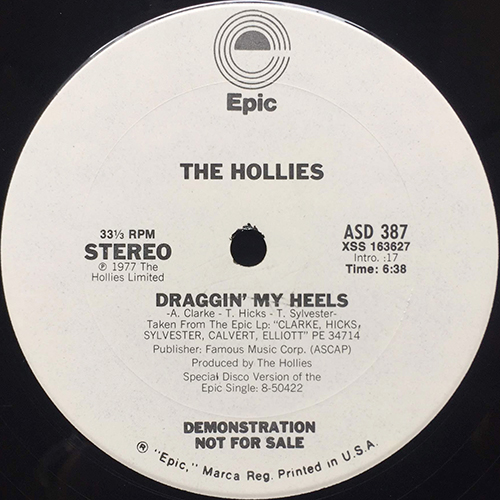 Epic
THE HOLLIES
33⅓ RPM
STEREO
℗ 1977 The
Hollies Limited
ASD 387
XSS 163627
Intro. :17
Time: 6:38
DRAGGIN' MY HEELS
-A. Clarke - T. Hicks - T. Sylvester-
Taken From The Epic Lp: "CLARKE, HICKS,
SYLVESTER, CALVERT, ELLIOTT" PE 34714
Publisher: Famous Music Corp. (ASCAP)
Produced by The Hollies
Special Disco Version of the
Epic Single: 8-50422
DEMONSTRATION
NOT FOR SALE
® "Epic," Marca Reg. Printed in U.S.A.